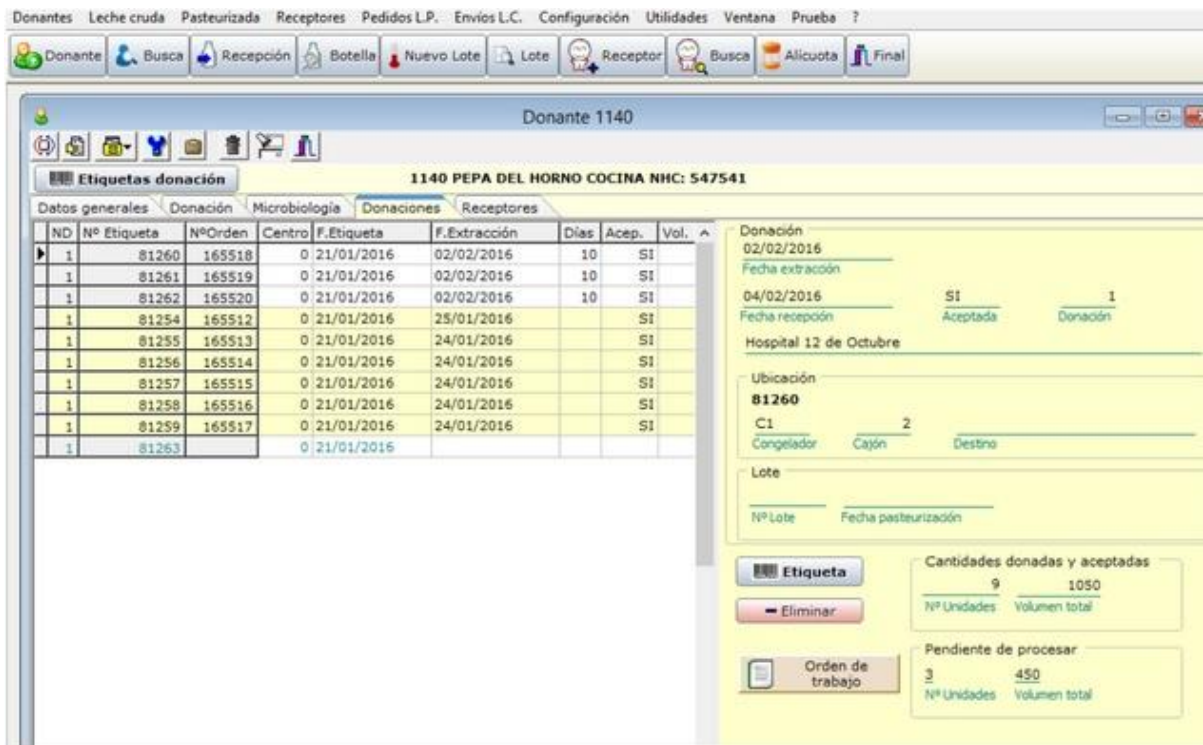 Donantes Leche cruda Pasteurizada Receptores Pedidos L.P. Envíos L.C. Configuración Utilidades Ventana Prueba ?
Donante Busca Recepción Botella Nuevo Lote Lote Receptor Busca Alicuota Final
Donante 1140
Etiquetas donación 1140 PEPA DEL HORNO COCINA NHC: 547541
Datos generales Donación Microbiología Donaciones Receptores
ND Nº Etiqueta NºOrden Centro F.Etiqueta F.Extracción Días Acep. Vol.
1 81260 165518 0 21/01/2016 02/02/2016 10 SI
1 81261 165519 0 21/01/2016 02/02/2016 10 SI
1 81262 165520 0 21/01/2016 02/02/2016 10 SI
1 81254 165512 0 21/01/2016 25/01/2016 SI
1 81255 165513 0 21/01/2016 24/01/2016 SI
1 81256 165514 0 21/01/2016 24/01/2016 SI
1 81257 165515 0 21/01/2016 24/01/2016 SI
1 81258 165516 0 21/01/2016 24/01/2016 SI
1 81259 165517 0 21/01/2016 24/01/2016 SI
1 81263 0 21/01/2016
Donación
02/02/2016
Fecha extracción
04/02/2016 SI 1
Fecha recepción Aceptada Donación
Hospital 12 de Octubre
Ubicación
81260
C1 2
Congelador Cajón Destino
Lote
Nº Lote Fecha pasteurización
Etiqueta
Eliminar
Orden de trabajo
Cantidades donadas y aceptadas
9 1050
Nº Unidades Volumen total
Pendiente de procesar
3 450
Nº Unidades Volumen total